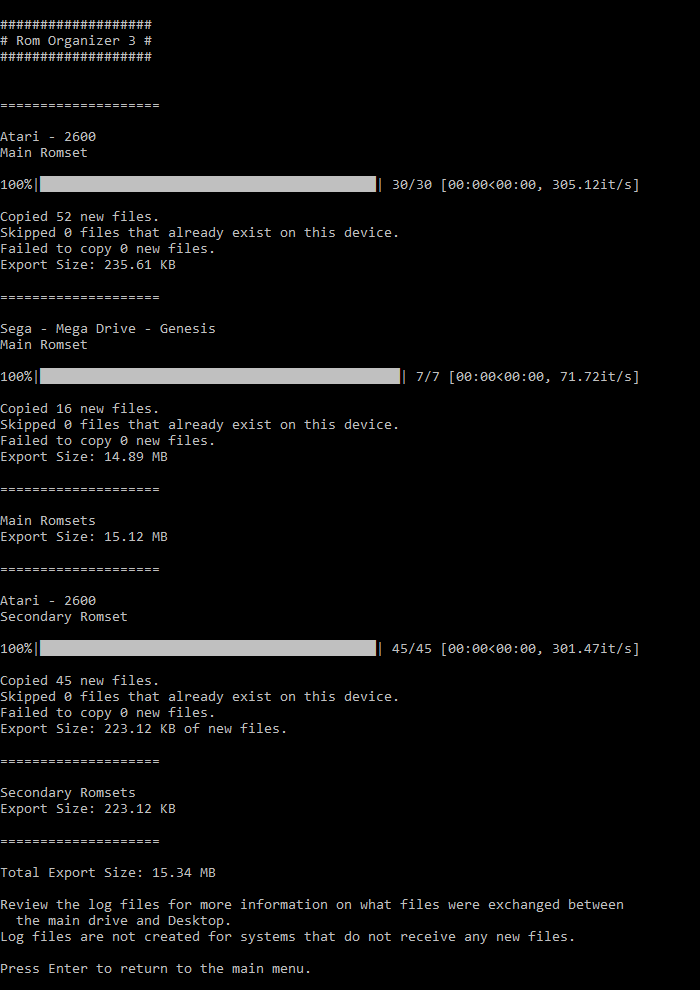 ###################
# Rom Organizer 3 #
###################
====================
Atari - 2600
Main Romset
100%|██████████████████████████████████████████| 30/30 [00:00<00:00, 305.12it/s]
Copied 52 new files.
Skipped 0 files that already exist on this device.
Failed to copy 0 new files.
Export Size: 235.61 KB
====================
Sega - Mega Drive - Genesis
Main Romset
100%|█████████████████████████████████████████████| 7/7 [00:00<00:00, 71.72it/s]
Copied 16 new files.
Skipped 0 files that already exist on this device.
Failed to copy 0 new files.
Export Size: 14.89 MB
====================
Main Romsets
Export Size: 15.12 MB
====================
Atari - 2600
Secondary Romset
100%|██████████████████████████████████████████| 45/45 [00:00<00:00, 301.47it/s]
Copied 45 new files.
Skipped 0 files that already exist on this device.
Failed to copy 0 new files.
Export Size: 223.12 KB of new files.
====================
Secondary Romsets
Export Size: 223.12 KB
====================
Total Export Size: 15.34 MB
Review the log files for more information on what files were exchanged between
  the main drive and Desktop.
Log files are not created for systems that do not receive any new files.
Press Enter to return to the main menu.